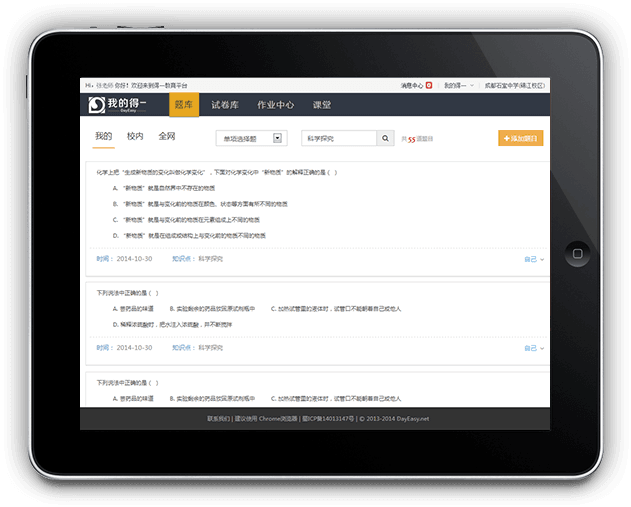 Hi，任老师 你好！欢迎来到得一教育平台 消息中心 我的得一 成都石室中学(锦江校区)
我的得一 DayEasy 题库 试卷库 作业中心 课堂
我的 校内 全网 单项选择题 科学探究 共55道题目 +添加题目
化学上把“生成新物质的变化叫做化学变化”，下面对化学变化中“新物质”的解释正确的是（ ）
A. “新物质”就是自然界中不存在的物质
B. “新物质”就是与变化前的物质在颜色、状态等方面有所不同的物质
C. “新物质”就是与变化前的物质在元素组成上不同的物质
D. “新物质”就是在组成或结构上与变化前的物质不同的物质
时间： 2014-10-30 知识点： 科学探究 自己
下列说法中正确的是（ ）
A. 尝药品的味道 B. 实验剩余的药品放回原试剂瓶中 C. 加热试管里的液体时，试管口不能朝着自己或他人
D. 稀释浓硫酸时，把水注入浓硫酸，并不断搅拌
时间： 2014-10-30 知识点： 科学探究 自己
下列说法中正确的是（ ）
A. 尝药品的味道 B. 实验剩余的药品放回原试剂瓶中 C. 加热试管里的液体时，试管口不能朝着自己或他人
联系我们 | 建议使用 Chrome浏览器 | 蜀ICP备14013147号 | © 2013-2014 DayEasy.net